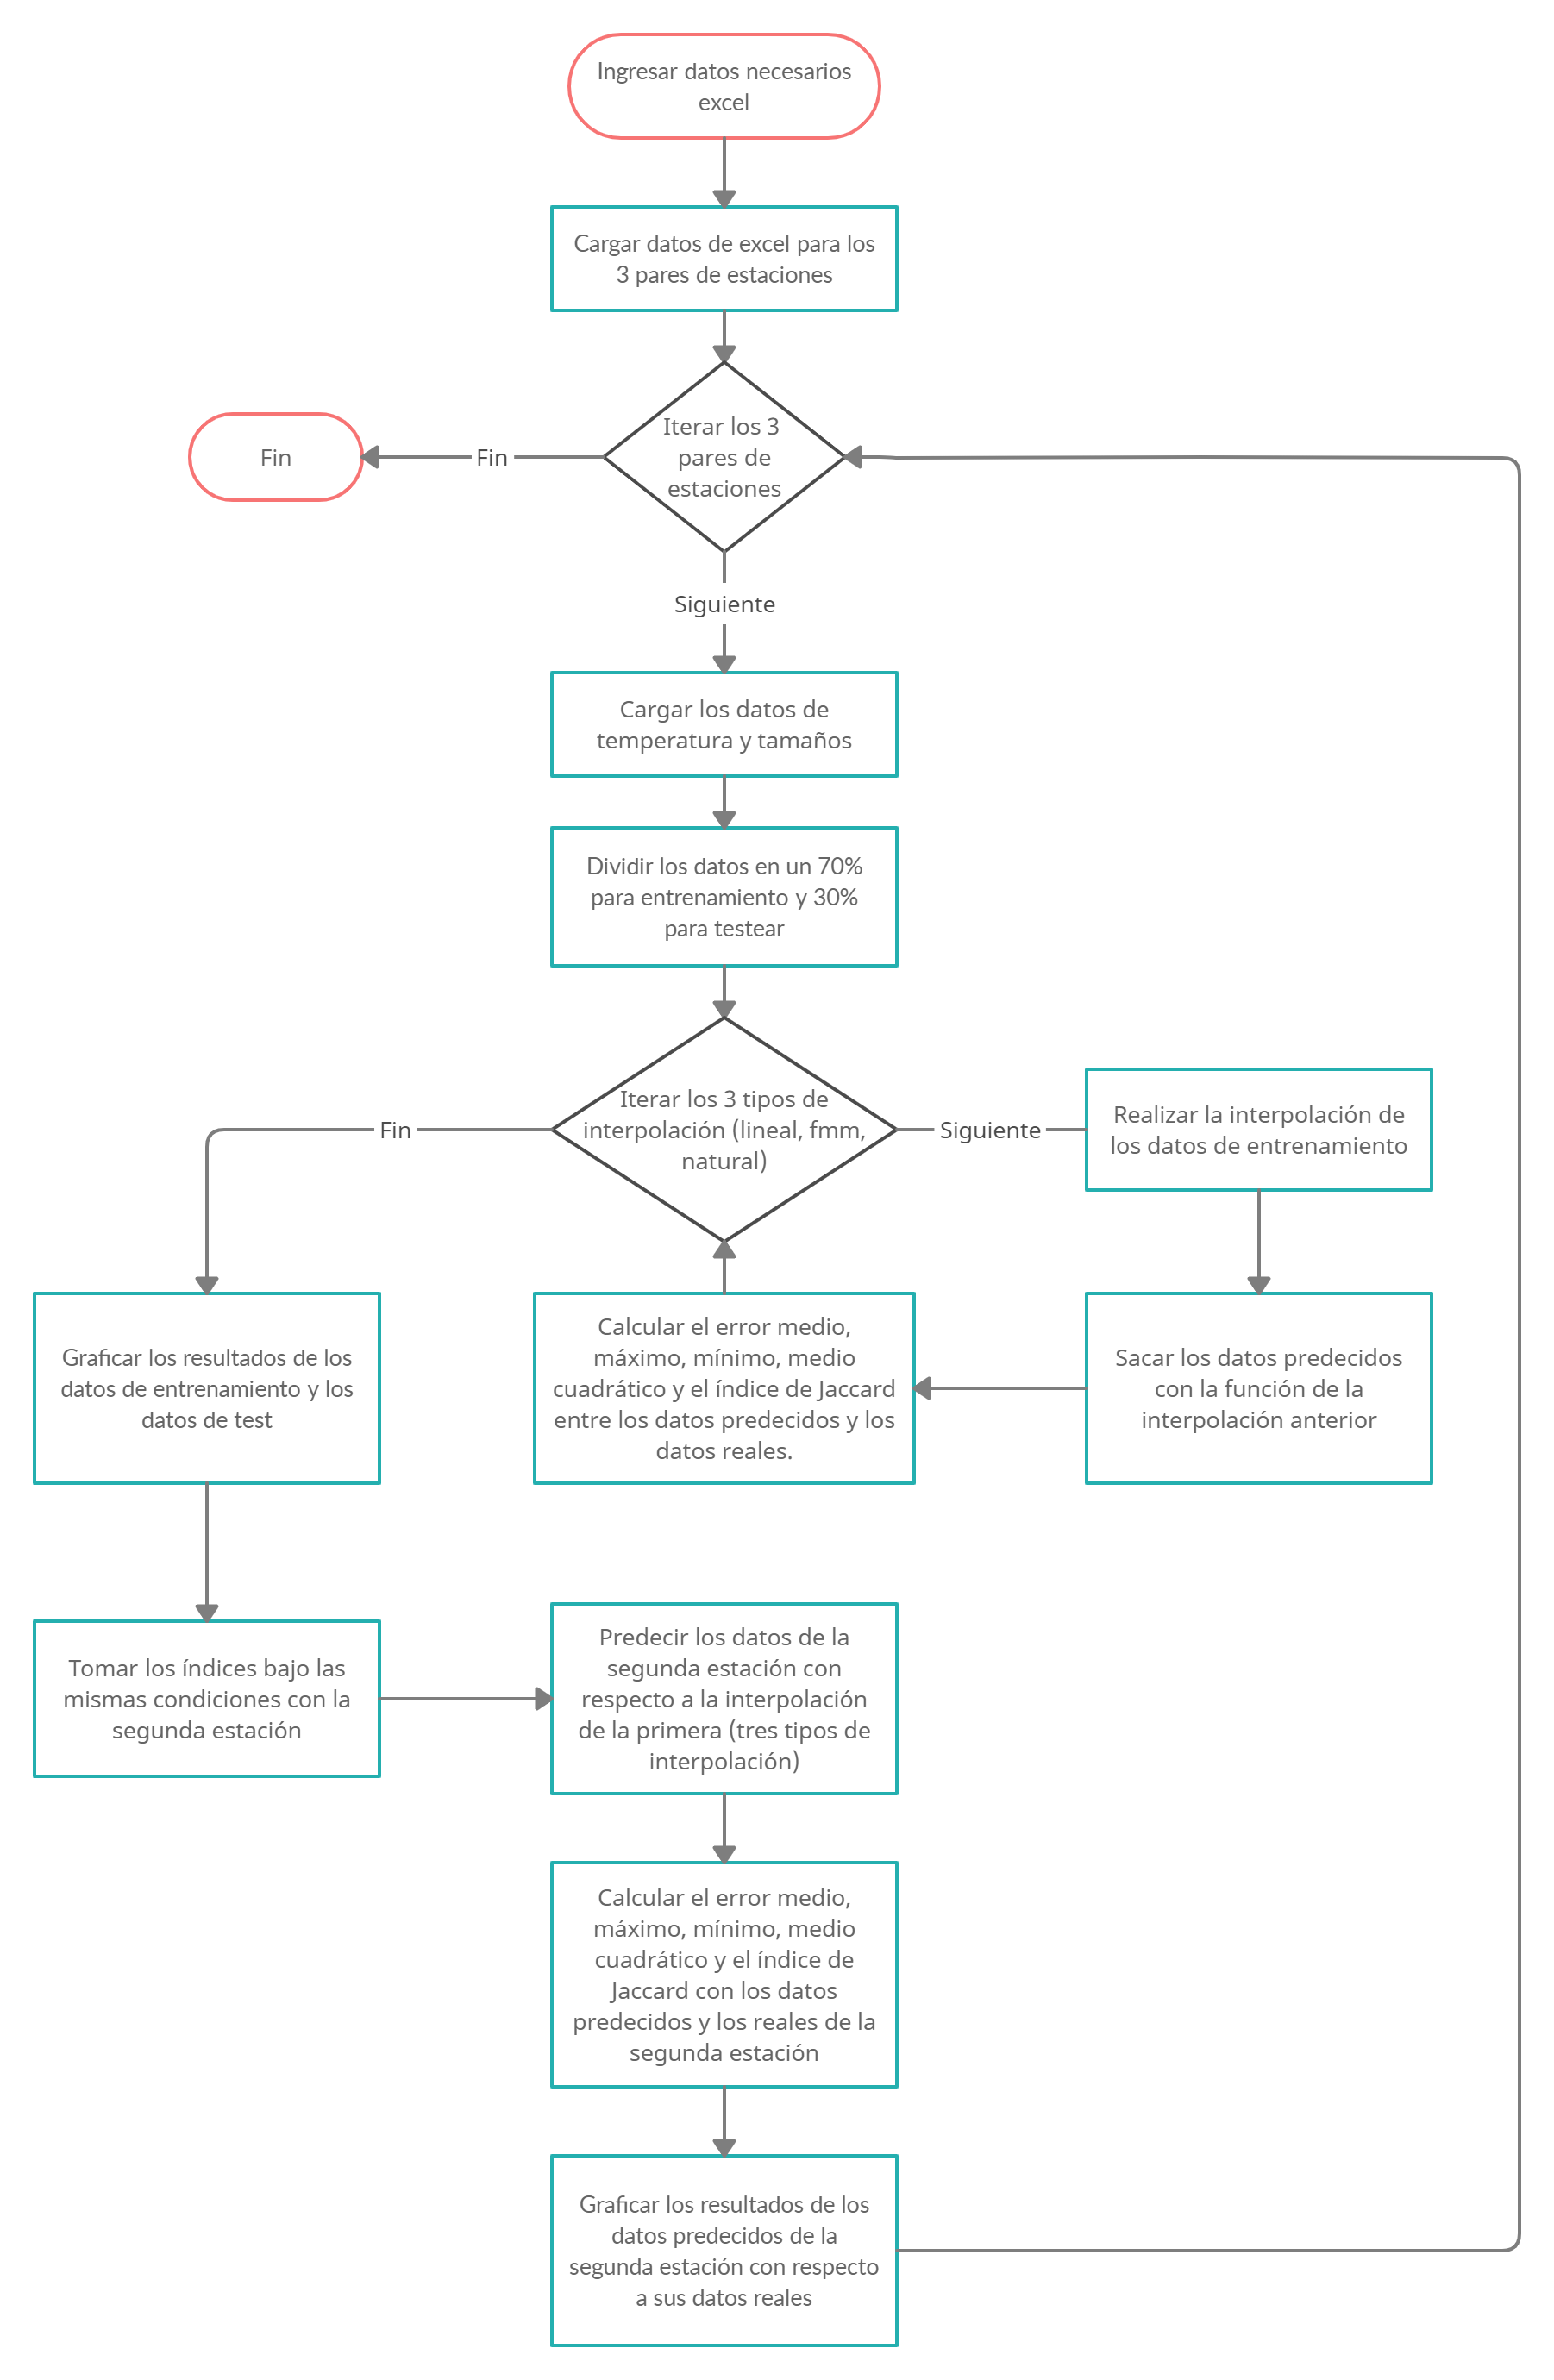 Ingresar datos necesarios
excel
Cargar datos de excel para los
3 pares de estaciones
Iterar los 3
pares de
estaciones
Fin
Fin
Siguiente
Cargar los datos de
temperatura y tamaños
Dividir los datos en un 70%
para entrenamiento y 30%
para testear
Iterar los 3 tipos de
interpolación (lineal, fmm,
natural)
Siguiente
Realizar la interpolación de
los datos de entrenamiento
Sacar los datos predecidos
con la función de la
interpolación anterior
Calcular el error medio,
máximo, mínimo, medio
cuadrático y el índice de Jaccard
entre los datos predecidos y los
datos reales.
Fin
Graficar los resultados de los
datos de entrenamiento y los
datos de test
Tomar los índices bajo las
mismas condiciones con la
segunda estación
Predecir los datos de la
segunda estación con
respecto a la interpolación
de la primera (tres tipos de
interpolación)
Calcular el error medio,
máximo, mínimo, medio
cuadrático y el índice de
Jaccard con los datos
predecidos y los reales de la
segunda estación
Graficar los resultados de los
datos predecidos de la
segunda estación con respecto
a sus datos reales